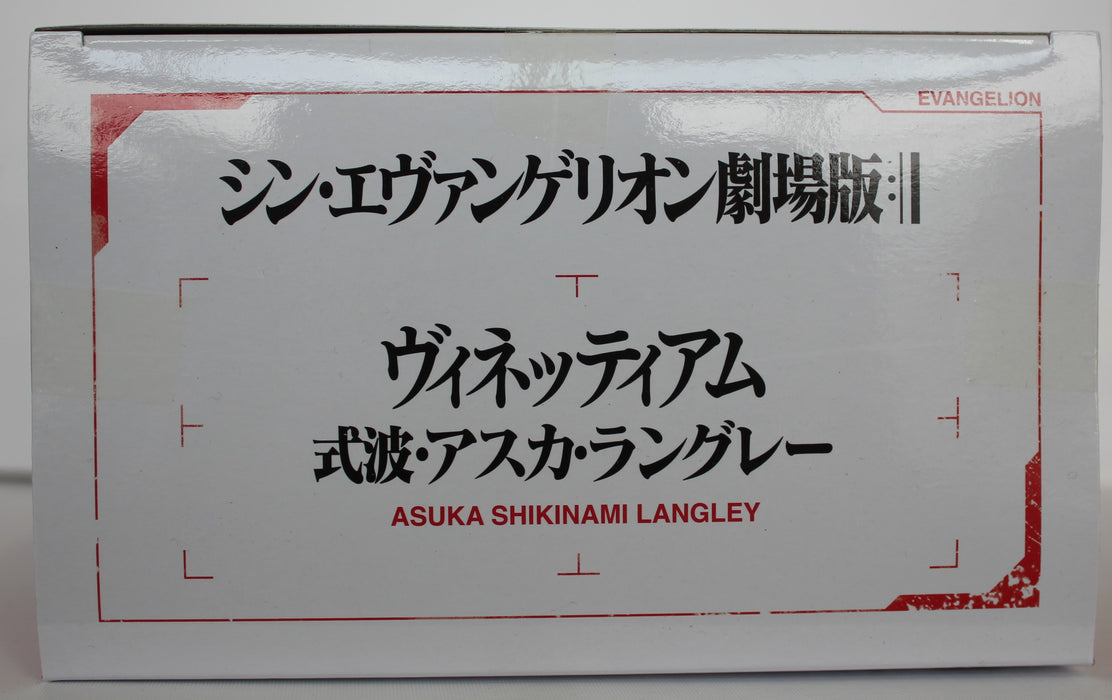 EVANGELION
シン・エヴァンゲリオン劇場版:||
ヴィネッティアム
式波・アスカ・ラングレー
ASUKA SHIKINAMI LANGLEY